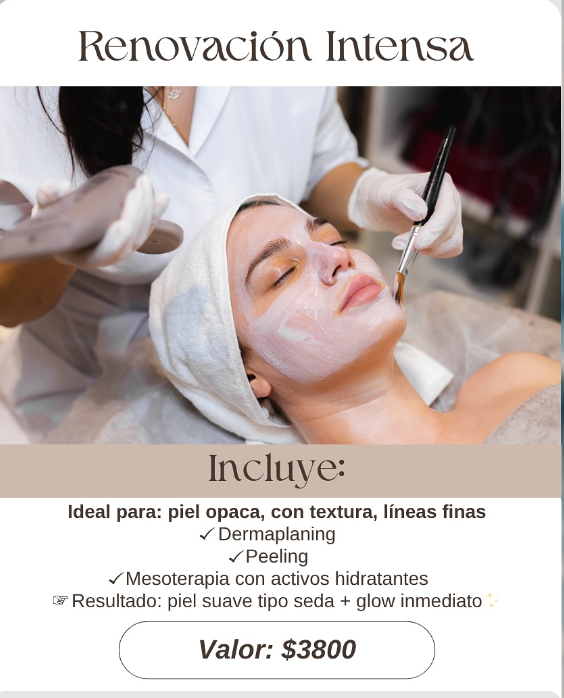 Renovación Intensa
Incluye:
Ideal para: piel opaca, con textura, líneas finas
✓Dermaplaning
✓Peeling
✓Mesoterapia con activos hidratantes
☞Resultado: piel suave tipo seda + glow inmediato✨
Valor: $3800